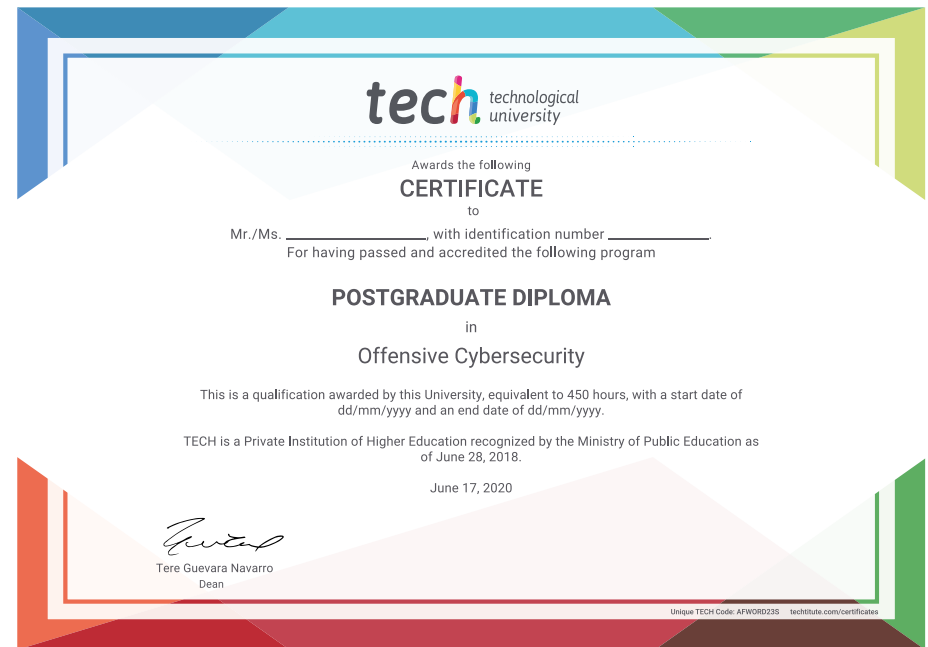 tech technological
university
Awards the following
CERTIFICATE
to
Mr./Ms. ____________________, with identification number ______________.
For having passed and accredited the following program
POSTGRADUATE DIPLOMA
in
Offensive Cybersecurity
This is a qualification awarded by this University, equivalent to 450 hours, with a start date of
dd/mm/yyyy and an end date of dd/mm/yyyy.
TECH is a Private Institution of Higher Education recognized by the Ministry of Public Education as
of June 28, 2018.
June 17, 2020
Tere Guevara Navarro
Dean
Unique TECH Code: AFWORD23S techtitute.com/certificates